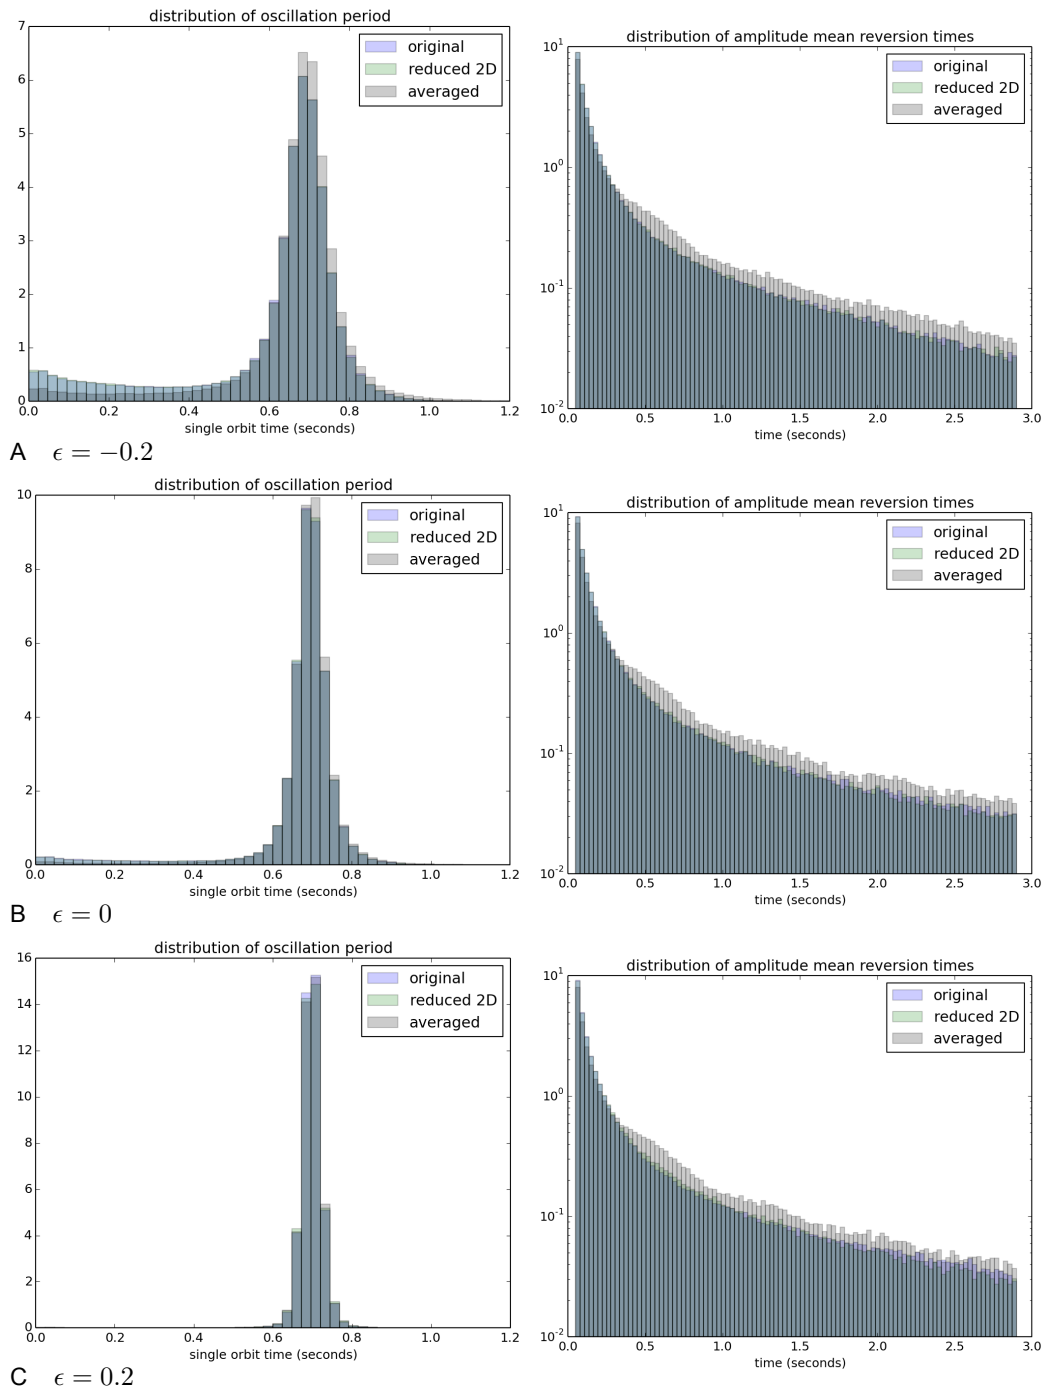 distribution of oscillation period
7
6
5
4
3
2
1
0
0.0 0.2 0.4 0.6 0.8 1.0 1.2
single orbit time (seconds)
original
reduced 2D
averaged
distribution of amplitude mean reversion times
10^1
10^0
10^-1
10^-2
0.0 0.5 1.0 1.5 2.0 2.5 3.0
time (seconds)
original
reduced 2D
averaged
A ϵ = −0.2
distribution of oscillation period
10
8
6
4
2
0
0.0 0.2 0.4 0.6 0.8 1.0 1.2
single orbit time (seconds)
original
reduced 2D
averaged
distribution of amplitude mean reversion times
10^1
10^0
10^-1
10^-2
0.0 0.5 1.0 1.5 2.0 2.5 3.0
time (seconds)
original
reduced 2D
averaged
B ϵ = 0
distribution of oscillation period
16
14
12
10
8
6
4
2
0
0.0 0.2 0.4 0.6 0.8 1.0 1.2
single orbit time (seconds)
original
reduced 2D
averaged
distribution of amplitude mean reversion times
10^1
10^0
10^-1
10^-2
0.0 0.5 1.0 1.5 2.0 2.5 3.0
time (seconds)
original
reduced 2D
averaged
C ϵ = 0.2